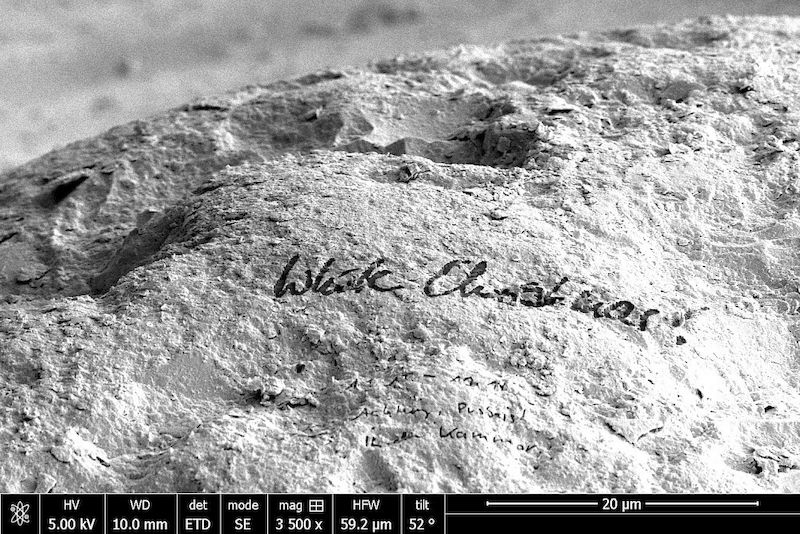 White Christmas
Achtung,
HV WD det mode mag HFW tilt 20 µm
5.00 kV 10.0 mm ETD SE 3 500 x 59.2 µm 52 °